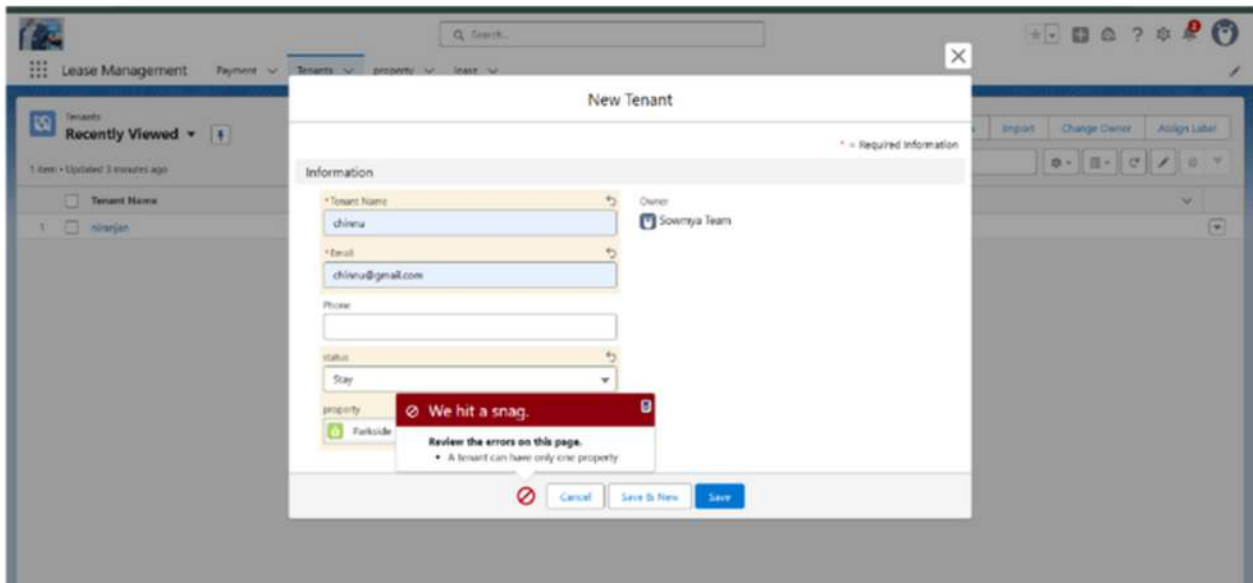 Search...
Lease Management Payment Tenants property lease
New Tenant
Tenants
Recently Viewed
Import Change Owner Assign Label
* = Required Information
1 item • Updated 3 minutes ago
Information
Tenant Name
1 niranjan
*Tenant Name
chinnu
Owner
Sowmya Team
*Email
chinnu@gmail.com
Phone
status
Stay
property
Parkside
We hit a snag.
Review the errors on this page.
• A tenant can have only one property
Cancel Save & New Save